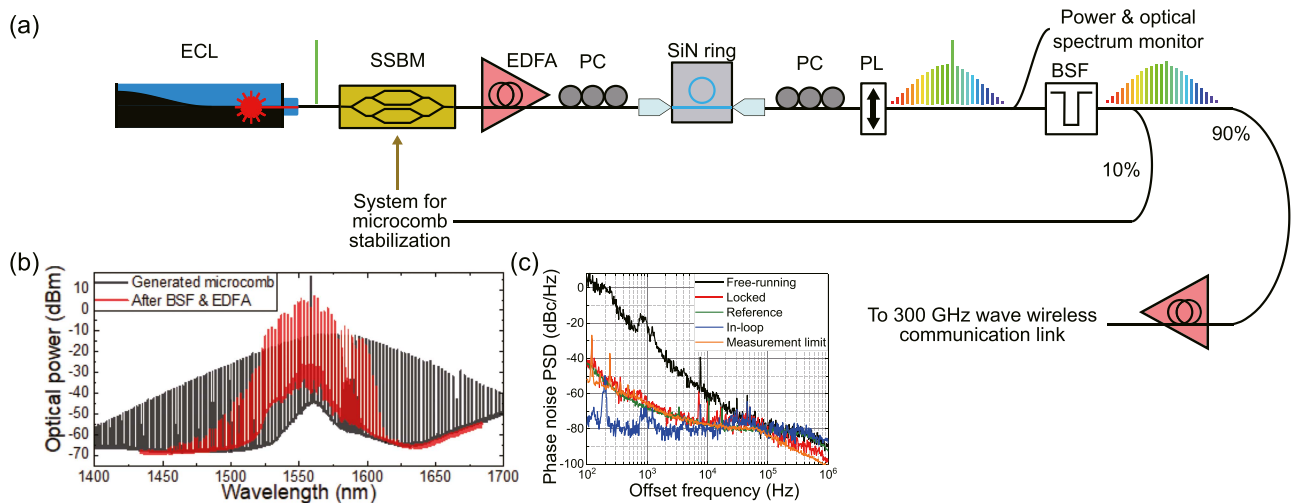 (a)
ECL
SSBM
EDFA
PC
SiN ring
PC
PL
Power & optical
spectrum monitor
BSF
90%
10%
System for
microcomb
stabilization
To 300 GHz wave wireless
communication link
(b)
Generated microcomb
After BSF & EDFA
Optical power (dBm)
10
0
-10
-20
-30
-40
-50
-60
-70
1400
1450
1500
1550
1600
1650
1700
Wavelength (nm)
(c)
Free-running
Locked
Reference
In-loop
Measurement limit
Phase noise PSD (dBc/Hz)
0
-20
-40
-60
-80
-100
10²
10³
10⁴
10⁵
10⁶
Offset frequency (Hz)